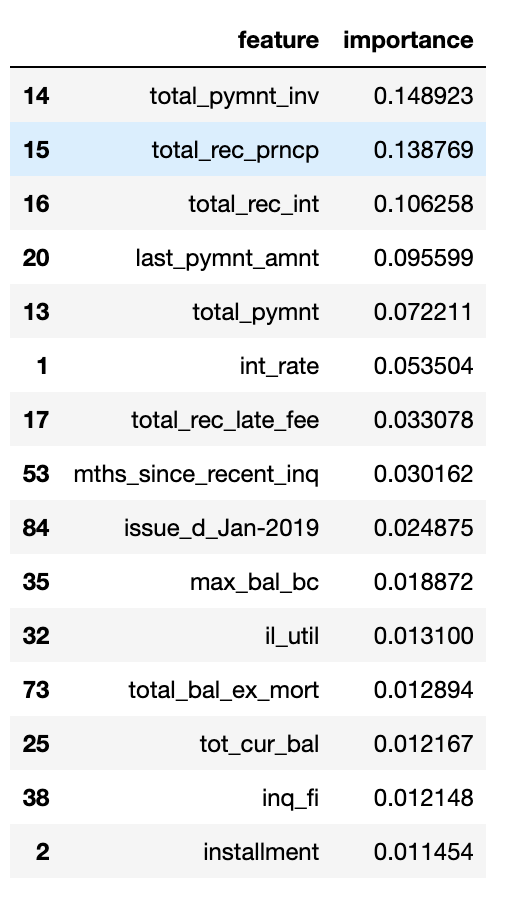 feature importance
14 total_pymnt_inv 0.148923
15 total_rec_prncp 0.138769
16 total_rec_int 0.106258
20 last_pymnt_amnt 0.095599
13 total_pymnt 0.072211
1 int_rate 0.053504
17 total_rec_late_fee 0.033078
53 mths_since_recent_inq 0.030162
84 issue_d_Jan-2019 0.024875
35 max_bal_bc 0.018872
32 il_util 0.013100
73 total_bal_ex_mort 0.012894
25 tot_cur_bal 0.012167
38 inq_fi 0.012148
2 installment 0.011454